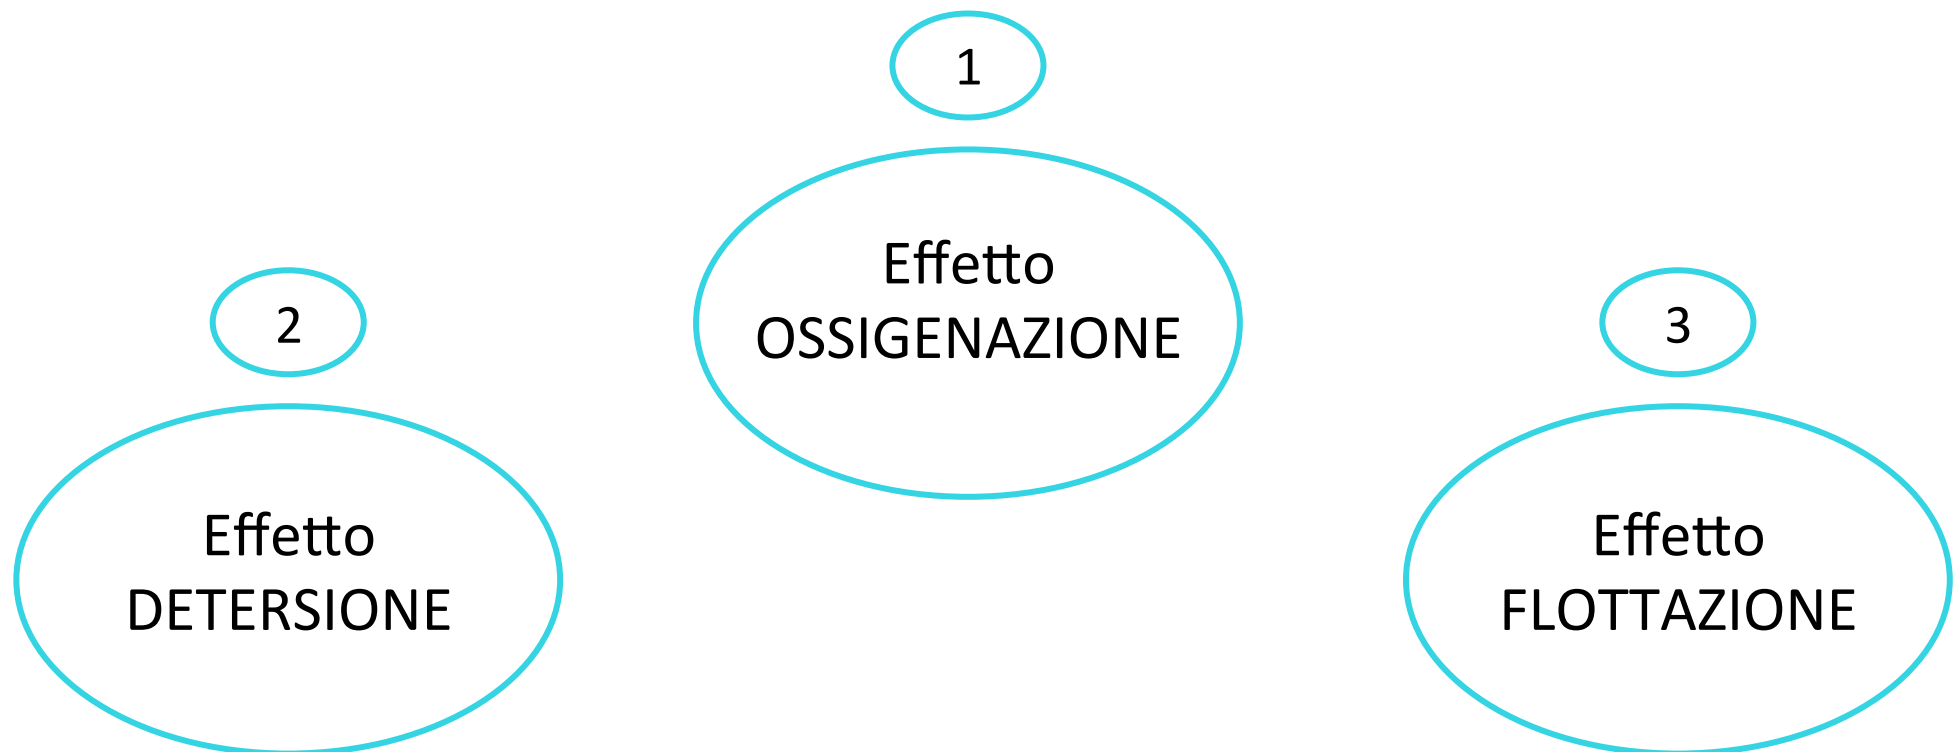 1
Effetto
OSSIGENAZIONE
2
Effetto
DETERSIONE
3
Effetto
FLOTTAZIONE